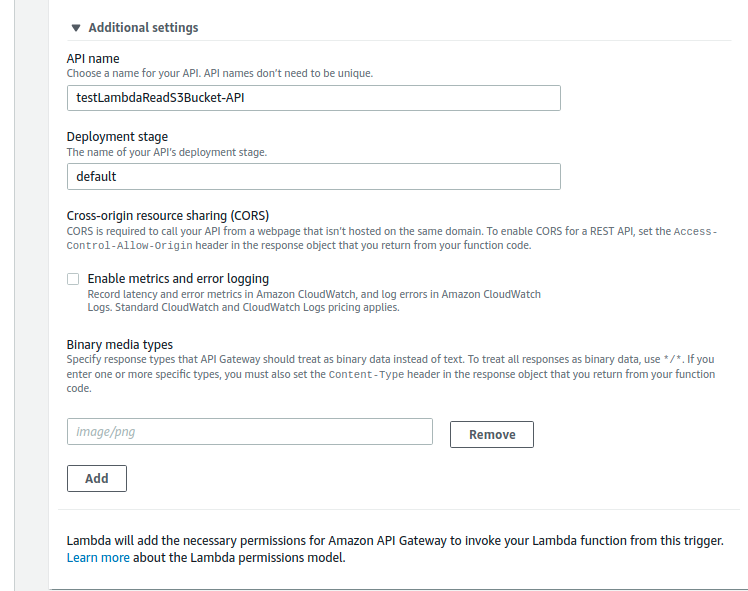 Additional settings
API name
Choose a name for your API. API names don't need to be unique.
testLambdaReadS3Bucket-API
Deployment stage
The name of your API's deployment stage.
default
Cross-origin resource sharing (CORS)
CORS is required to call your API from a webpage that isn't hosted on the same domain. To enable CORS for a REST API, set the Access-
Control-Allow-Origin header in the response object that you return from your function code.
Enable metrics and error logging
Record latency and error metrics in Amazon CloudWatch, and log errors in Amazon CloudWatch
Logs. Standard CloudWatch and CloudWatch Logs pricing applies.
Binary media types
Specify response types that API Gateway should treat as binary data instead of text. To treat all responses as binary data, use */*. If you
enter one or more specific types, you must also set the Content-Type header in the response object that you return from your function
code.
image/png
Remove
Add
Lambda will add the necessary permissions for Amazon API Gateway to invoke your Lambda function from this trigger.
Learn more about the Lambda permissions model.